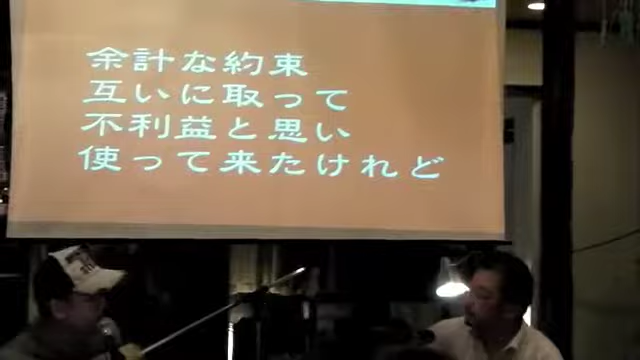 余計な約束
互いに取って
不利益と思い
使って来たけれど